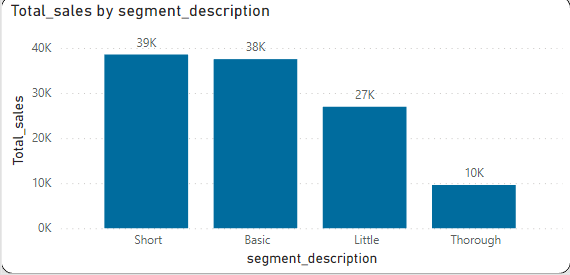 Total_sales by segment_description
Total_sales
40K
30K
20K
10K
0K
39K
38K
27K
10K
Short
Basic
Little
Thorough
segment_description